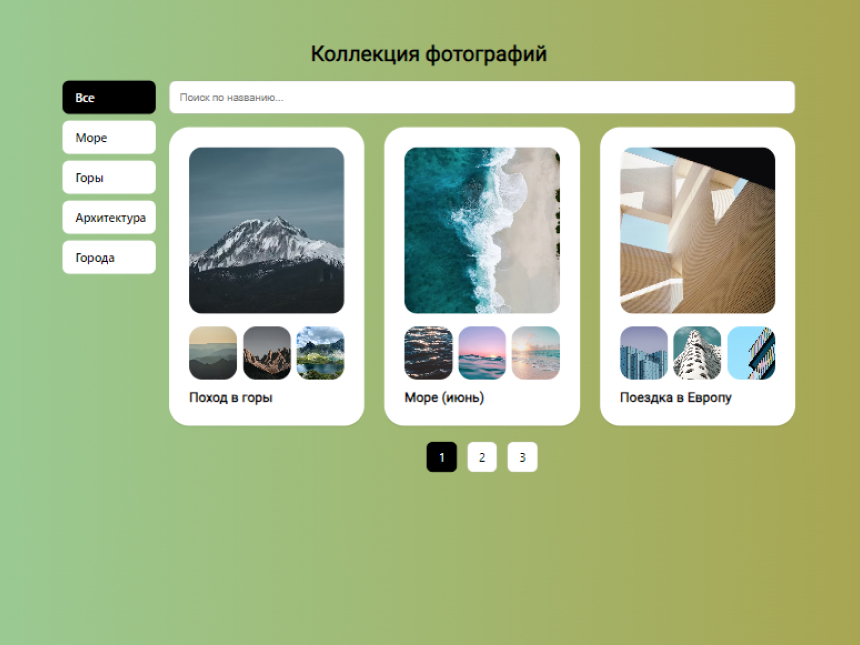 Коллекция фотографий
Все
Поиск по названию...
Море
Горы
Архитектура
Города
Поход в горы
Море (июнь)
Поездка в Европу
1 2 3